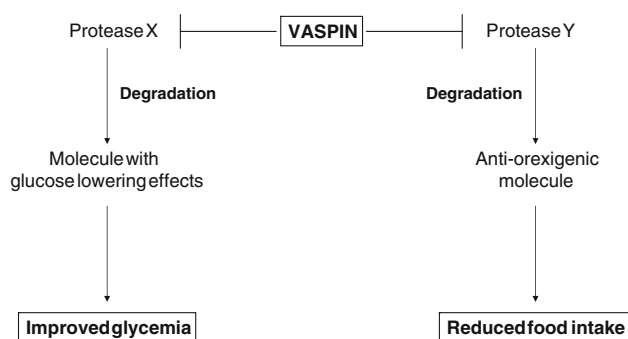 Protease X
VASPIN
Protease Y
Degradation
Degradation
Molecule with
glucose lowering effects
Anti-orexigenic
molecule
Improved glycemia
Reduced food intake